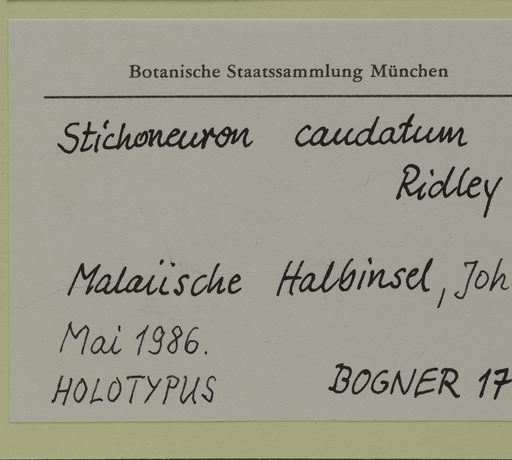 Botanische Staatssammlung München
Stichoneuron caudatum
Ridley
Malaiische Halbinsel, Joh
Mai 1986.
HOLOTYPUS BOGNER 17